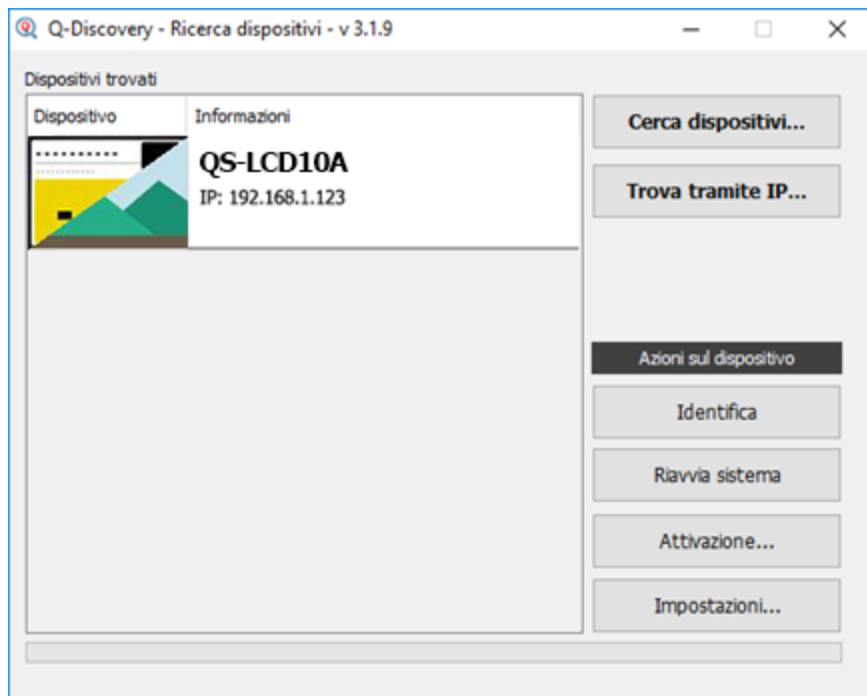 Q-Discovery - Ricerca dispositivi - v 3.1.9
Dispositivi trovati
Dispositivo Informazioni
QS-LCD10A
IP: 192.168.1.123
Cerca dispositivi...
Trova tramite IP...
Azioni sul dispositivo
Identifica
Riavvia sistema
Attivazione...
Impostazioni...